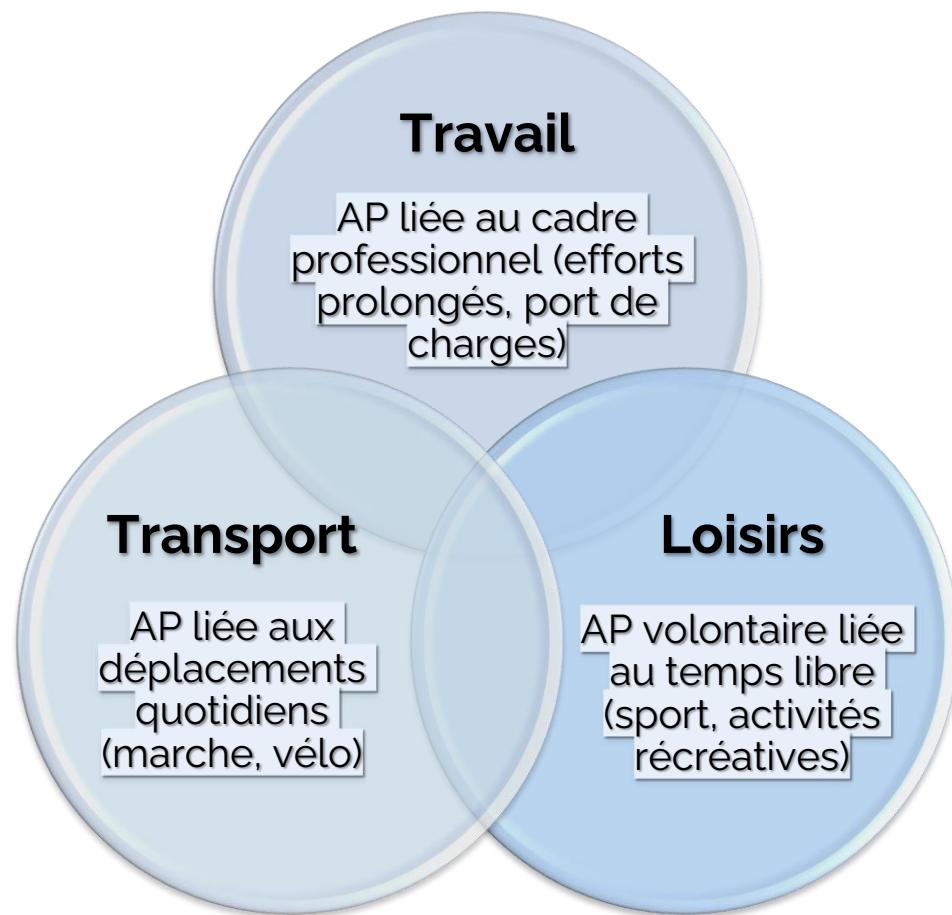 Travail
AP liée au cadre
professionnel (efforts
prolongés, port de
charges)
Transport
AP liée aux
déplacements
quotidiens
(marche, vélo)
Loisirs
AP volontaire liée
au temps libre
(sport, activités
récréatives)